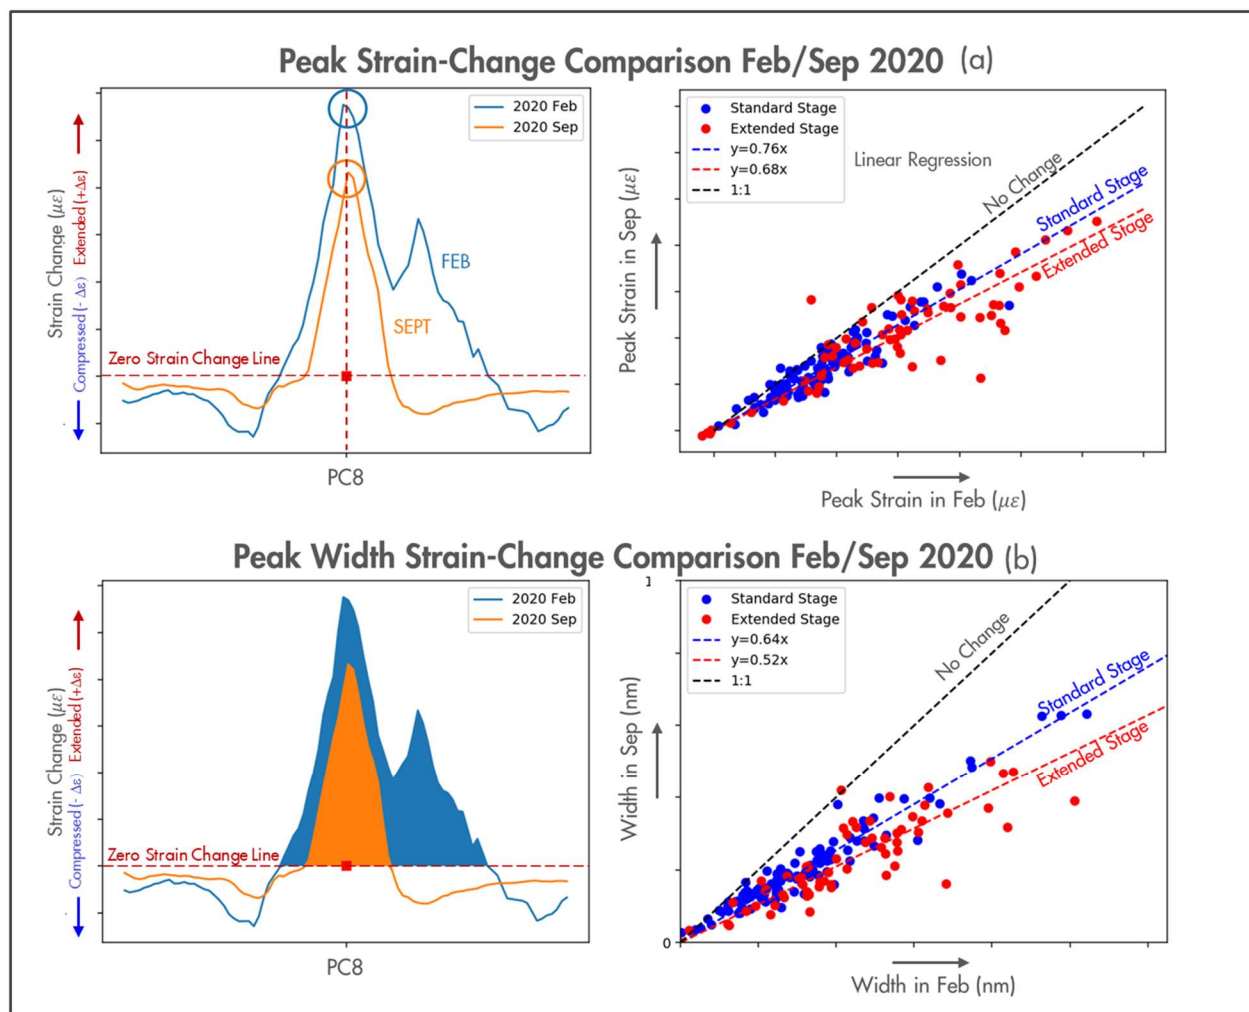 Peak Strain-Change Comparison Feb/Sep 2020 (a)
Strain Change (με)
Compressed (- Δε) Extended (+Δε)
2020 Feb
2020 Sep
FEB
SEPT
Zero Strain Change Line
PC8
Peak Strain in Sep (με)
Standard Stage
Extended Stage
y=0.76x
y=0.68x
1:1
Linear Regression
No Change
Standard Stage
Extended Stage
Peak Strain in Feb (με)
Peak Width Strain-Change Comparison Feb/Sep 2020 (b)
Strain Change (με)
Compressed (- Δε) Extended (+Δε)
2020 Feb
2020 Sep
Zero Strain Change Line
PC8
Width in Sep (nm)
1
0
Standard Stage
Extended Stage
y=0.64x
y=0.52x
1:1
No Change
Standard Stage
Extended Stage
Width in Feb (nm)